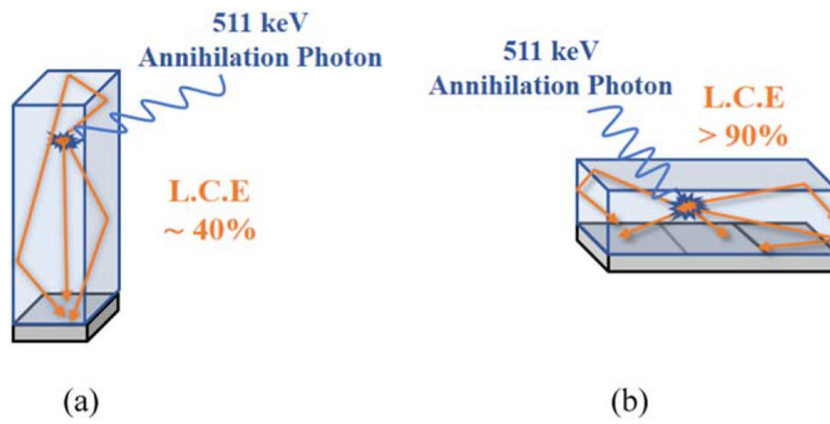 511 keV
Annihilation Photon
L.C.E
~ 40%
(a)
511 keV
Annihilation Photon
L.C.E
> 90%
(b)